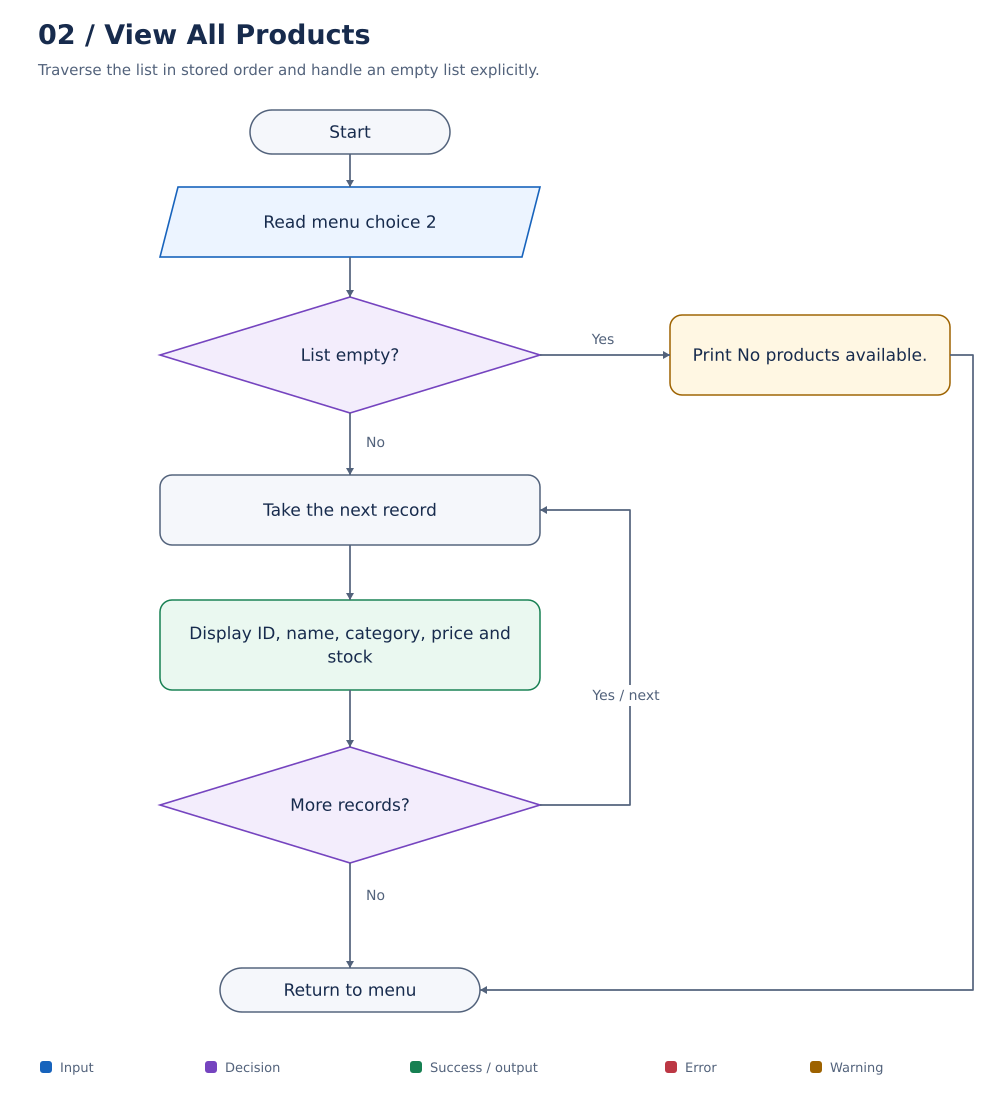 02 / View All Products
Traverse the list in stored order and handle an empty list explicitly.
Start
Read menu choice 2
List empty?
Yes
Print No products available.
No
Take the next record
Display ID, name, category, price and
stock
Yes / next
More records?
No
Return to menu
Input
Decision
Success / output
Error
Warning